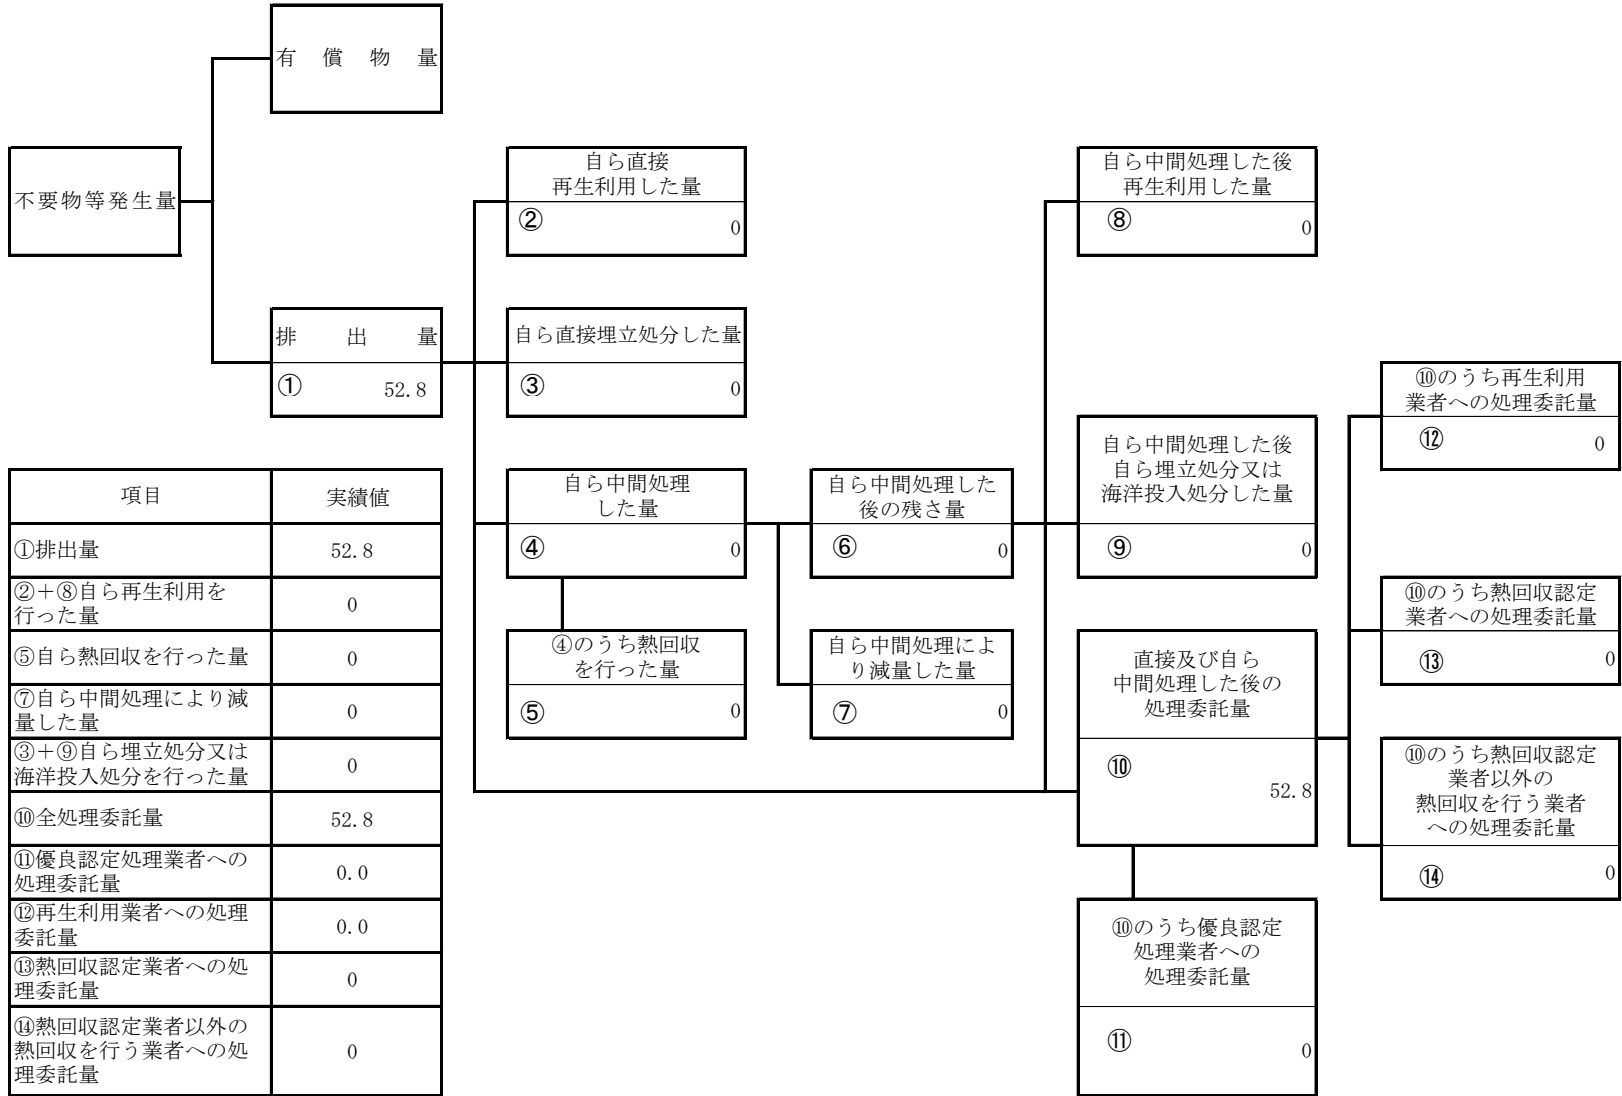 有償物量
不要物等発生量
排出量
① 52.8
自ら直接
再生利用した量
② 0
自ら直接埋立処分した量
③ 0
自ら中間処理
した量
④ 0
④のうち熱回収
を行った量
⑤ 0
自ら中間処理した
後の残さ量
⑥ 0
自ら中間処理によ
り減量した量
⑦ 0
自ら中間処理した後
再生利用した量
⑧ 0
自ら中間処理した後
自ら埋立処分又は
海洋投入処分した量
⑨ 0
直接及び自ら
中間処理した後の
処理委託量
⑩
52.8
⑩のうち優良認定
処理業者への
処理委託量
⑪ 0
⑩のうち再生利用
業者への処理委託量
⑫ 0
⑩のうち熱回収認定
業者への処理委託量
⑬ 0
⑩のうち熱回収認定
業者以外の
熱回収を行う業者
への処理委託量
⑭ 0
項目 実績値
①排出量 52.8
②＋⑧自ら再生利用を
行った量 0
⑤自ら熱回収を行った量 0
⑦自ら中間処理により減
量した量 0
③＋⑨自ら埋立処分又は
海洋投入処分を行った量 0
⑩全処理委託量 52.8
⑪優良認定処理業者への
処理委託量 0.0
⑫再生利用業者への処理
委託量 0.0
⑬熱回収認定業者への処
理委託量 0
⑭熱回収認定業者以外の
熱回収を行う業者への処
理委託量 0